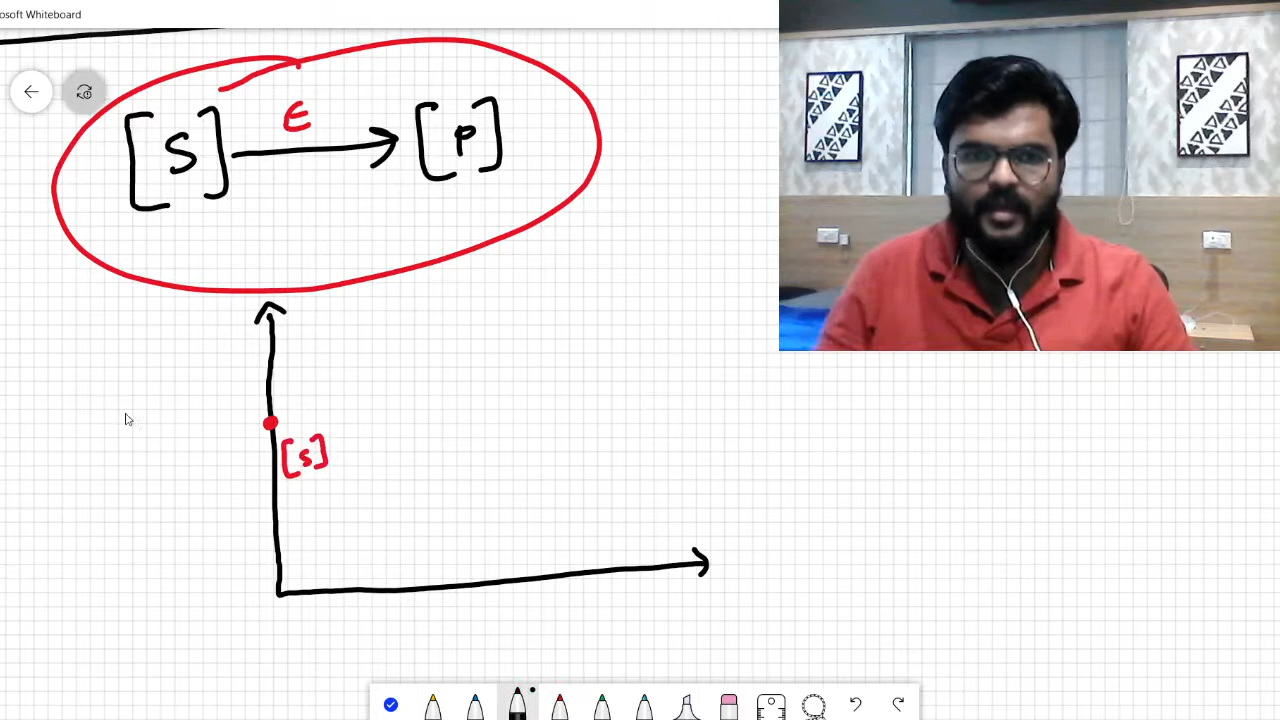 osoft Whiteboard
E
[S] → [P]
[s]